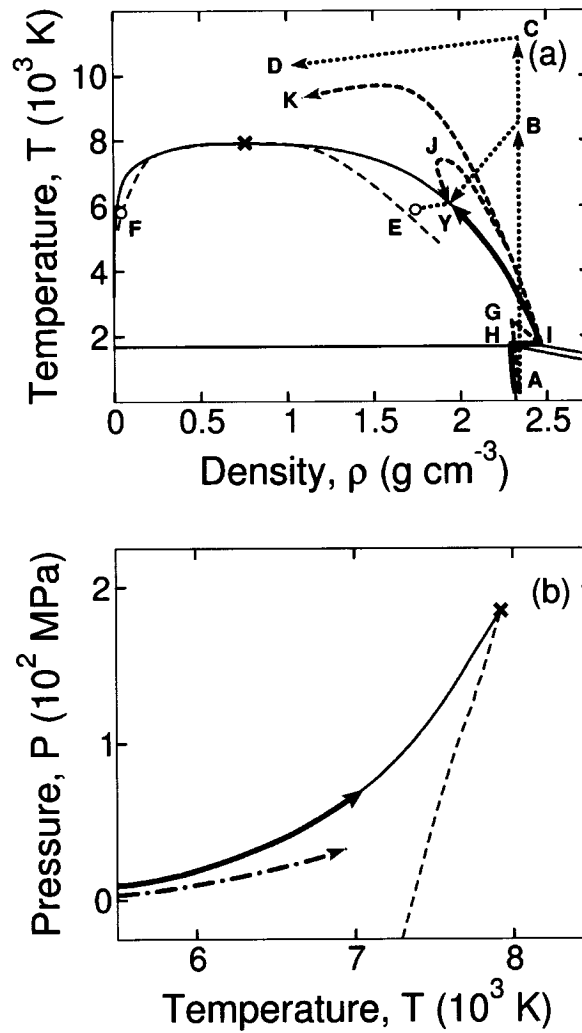 C
(a)
10
D
K
B
8
J
6
F
E
Y
4
G
2
H
I
A
0
0
0.5
1
1.5
2
2.5
Temperature, T (10³ K)
Density, ρ (g cm⁻³)
2
(b)
1
0
6
7
8
Pressure, P (10² MPa)
Temperature, T (10³ K)